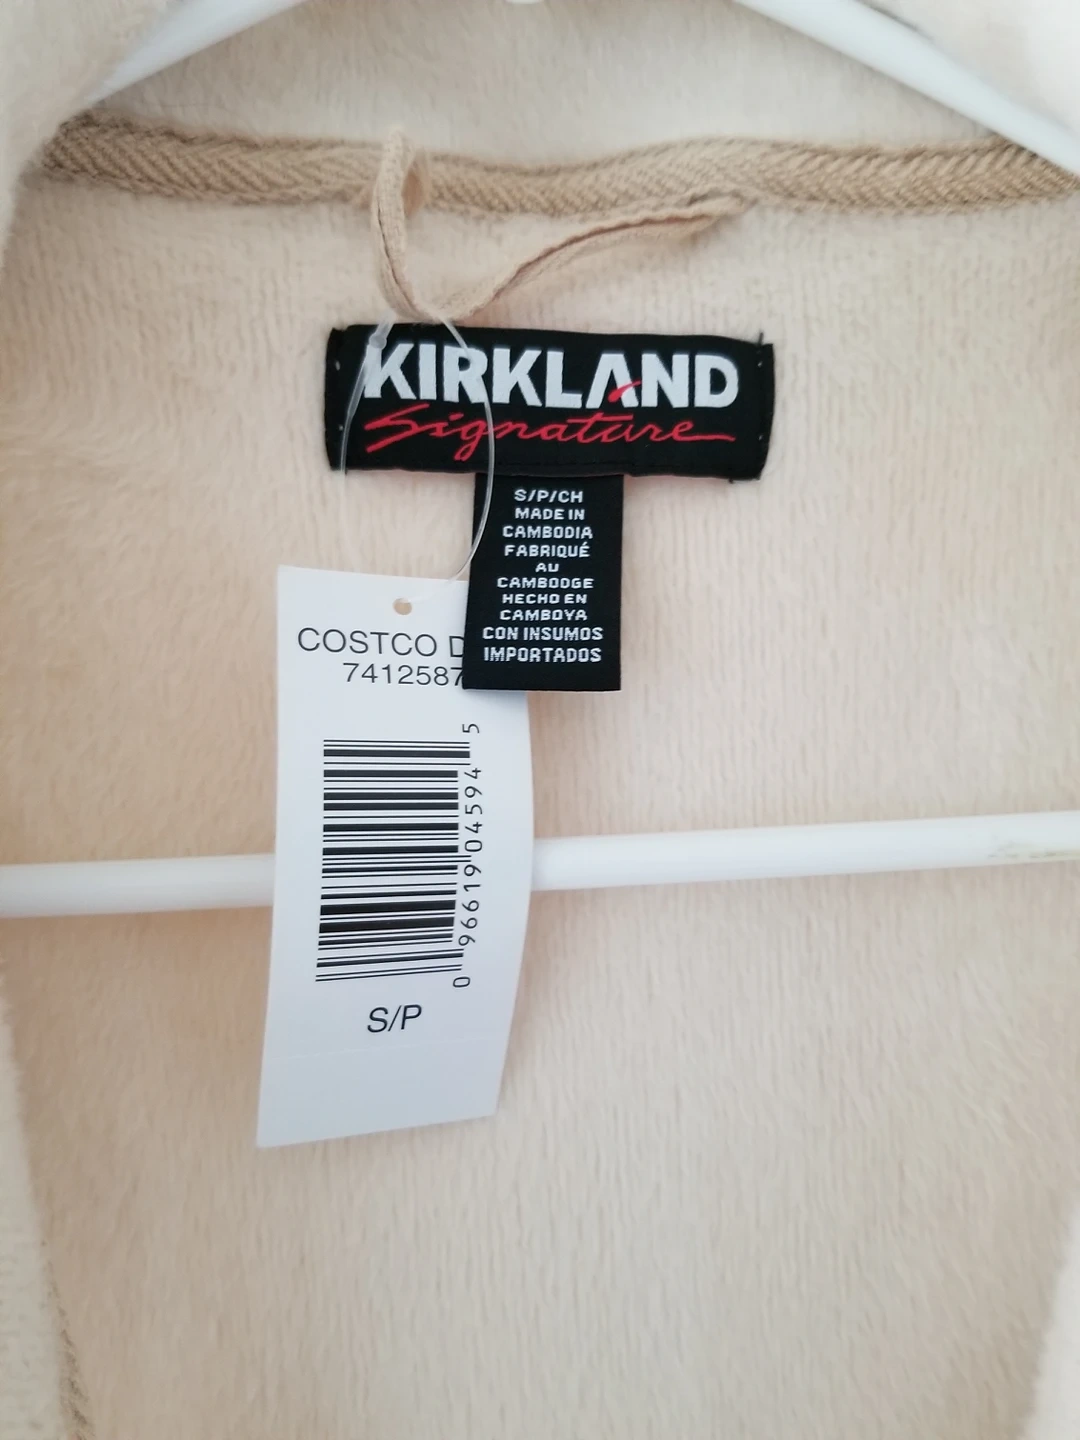 KIRKLAND
Signature
S/P/CH
MADE IN
CAMBODIA
FABRIQUÉ
AU
CAMBODGE
HECHO EN
CAMBOYA
CON INSUMOS
IMPORTADOS
COSTCO
7412587
0 96619 04594 5
S/P